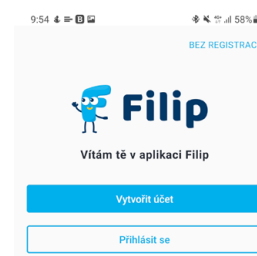 9:54 58%
BEZ REGISTRAC
Filip
Vítám tě v aplikaci Filip
Vytvořit účet
Přihlásit se